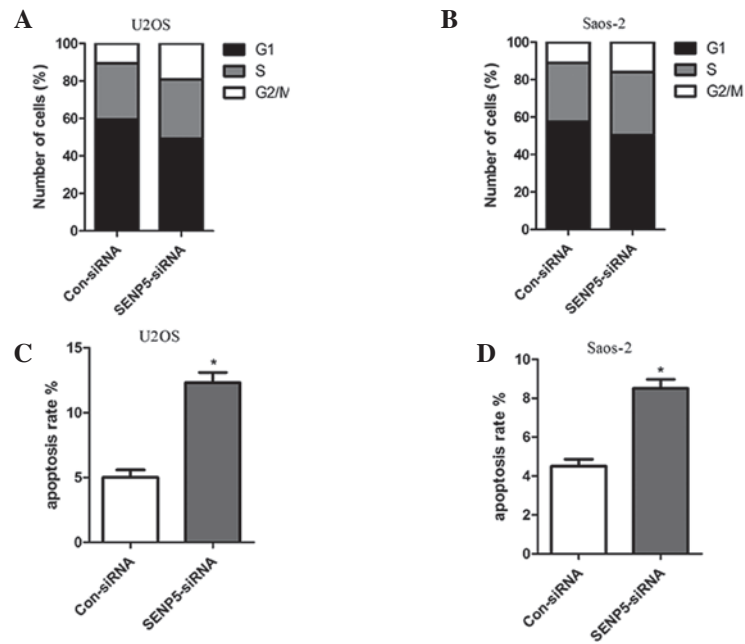 A
U2OS
Number of cells (%)
100
80
60
40
20
0
Con-siRNA
SENP5-siRNA
G1
S
G2/M
B
Saos-2
Number of cells (%)
100
80
60
40
20
0
Con-siRNA
SENP5-siRNA
G1
S
G2/M
C
U2OS
apoptosis rate %
15
10
5
0
*
Con-siRNA
SENP5-siRNA
D
Saos-2
apoptosis rate %
10
8
6
4
2
0
*
Con-siRNA
SENP5-siRNA